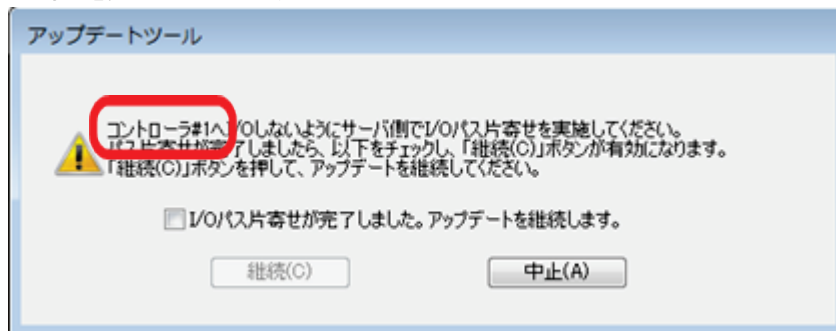 アップデートツール
コントローラ#1へI/Oしないようにサーバ側でI/Oパス片寄せを実施してください。
パス片寄せが完了しましたら、以下をチェックし、「継続(C)」ボタンが有効になります。
「継続(C)」ボタンを押して、アップデートを継続してください。
I/Oパス片寄せが完了しました。アップデートを継続します。
継続(C)
中止(A)